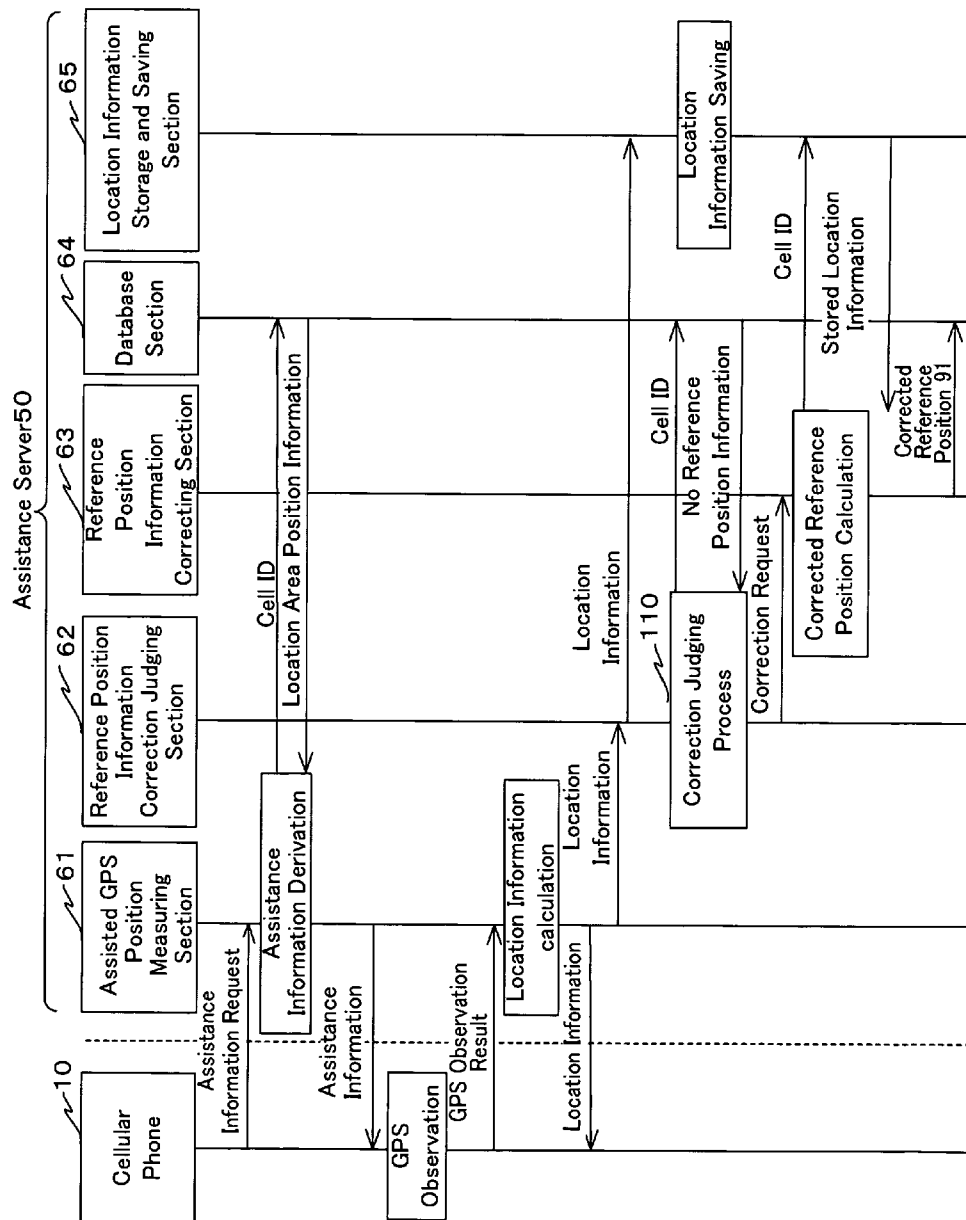 Assistance Server50
10
61
62
63
64
65
Cellular
Phone
Assisted GPS
Position
Measuring
Section
Reference Position
Information
Correction Judging
Section
Reference
Position
Information
Correcting Section
Database
Section
Location Information
Storage and Saving
Section
Assistance
Information Request
Assistance
Information Derivation
Cell ID
Location Area Position Information
Assistance
Information
GPS
Observation
GPS Observation
Result
Location Information
calculation
Location Information
Location
Information
Location
Information
Location
Information Saving
110
Correction Judging
Process
Cell ID
No Reference
Position Information
Correction Request
Corrected Reference
Position Calculation
Cell ID
Stored Location
Information
Corrected
Reference
Position 91